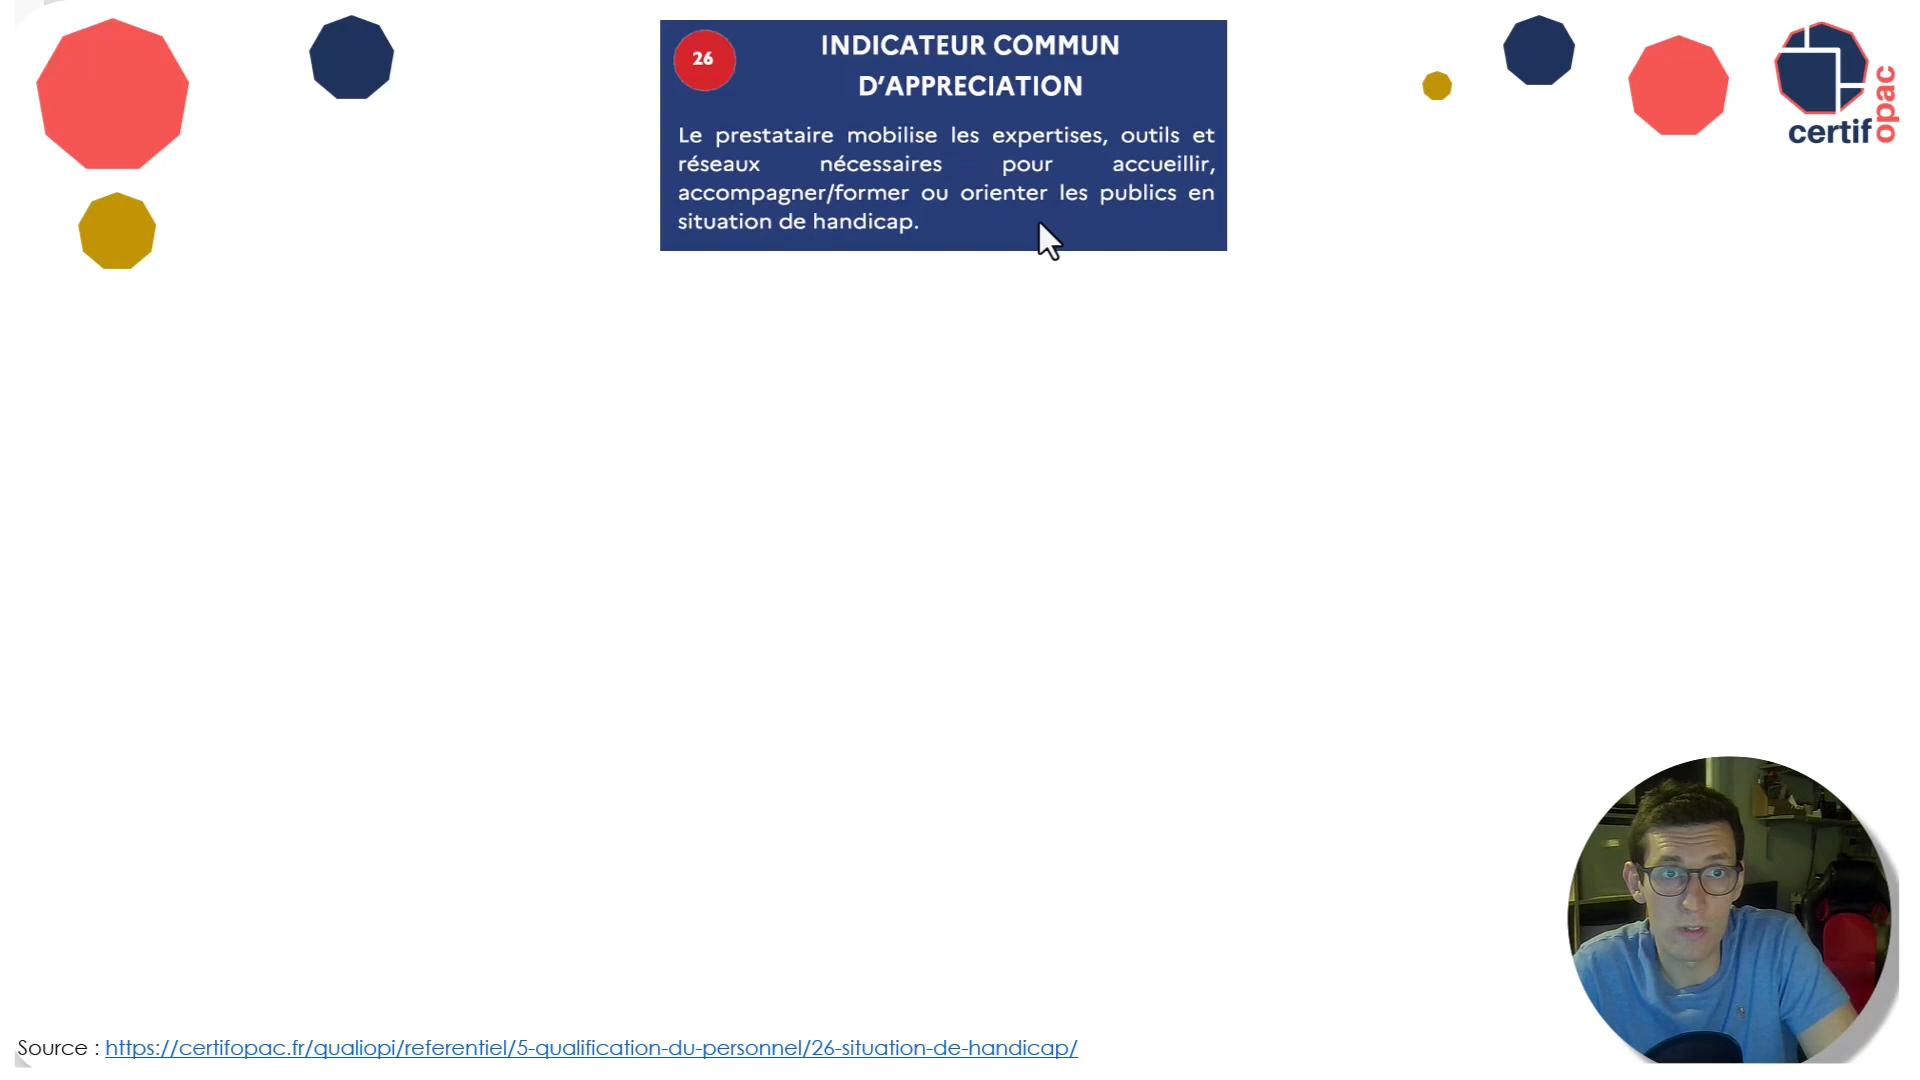 26
INDICATEUR COMMUN
D'APPRECIATION
Le prestataire mobilise les expertises, outils et
réseaux nécessaires pour accueillir,
accompagner/former ou orienter les publics en
situation de handicap.
certif
opac
Source : https://certifopac.fr/qualiopi/referentiel/5-qualification-du-personnel/26-situation-de-handicap/